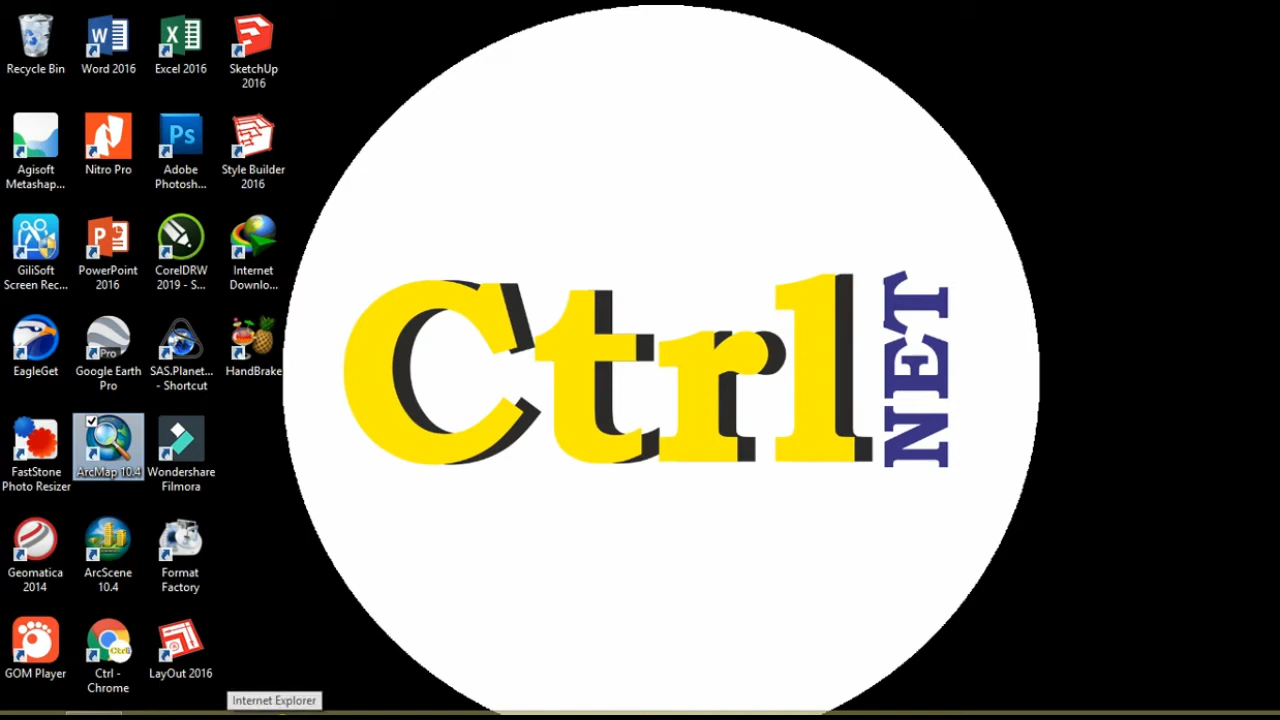 Recycle Bin
Word 2016
Excel 2016
SketchUp
2016
Agisoft
Metashap...
Nitro Pro
Adobe
Photosh...
Style Builder
2016
GiliSoft
Screen Rec...
PowerPoint
2016
CorelDRW
2019 - S...
Internet
Downlo...
EagleGet
Pro
Google Earth
Pro
SAS.Planet...
- Shortcut
HandBrake
FastStone
Photo Resizer
ArcMap 10.4
Wondershare
Filmora
Geomatica
2014
ArcScene
10.4
Format
Factory
GOM Player
Ctrl
Ctrl -
Chrome
LayOut 2016
Internet Explorer
Ctrl
NET